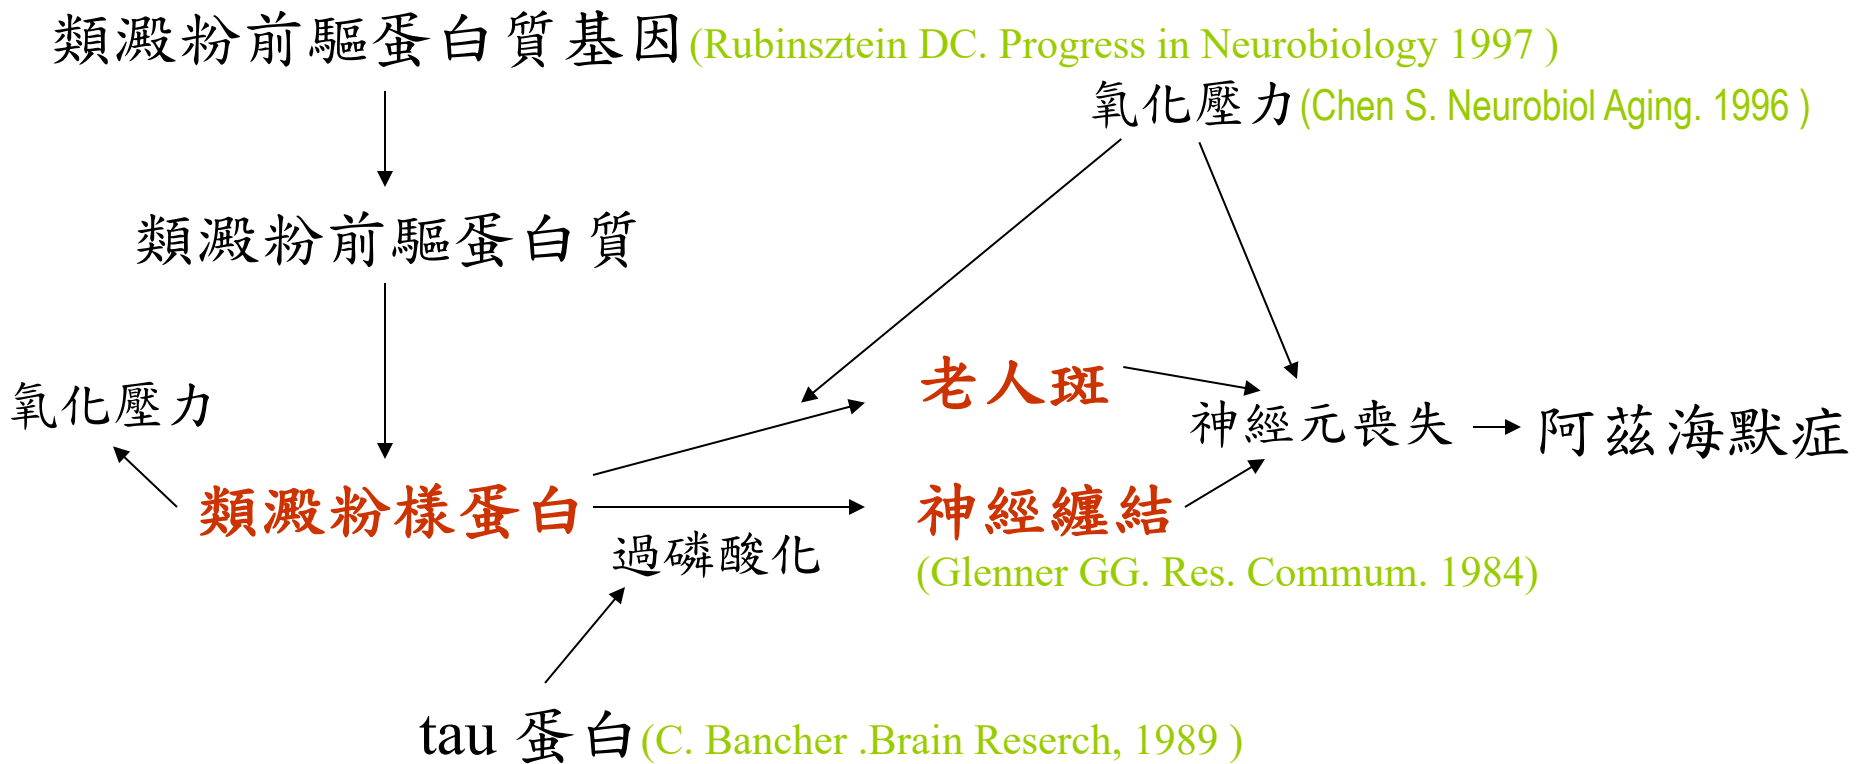 類澱粉前驅蛋白質基因(Rubinsztein DC. Progress in Neurobiology 1997 )
氧化壓力(Chen S. Neurobiol Aging. 1996 )
類澱粉前驅蛋白質
氧化壓力
老人斑
神經元喪失
阿茲海默症
類澱粉樣蛋白
神經纏結
過磷酸化
(Glenner GG. Res. Commum. 1984)
tau 蛋白(C. Bancher .Brain Reserch, 1989 )